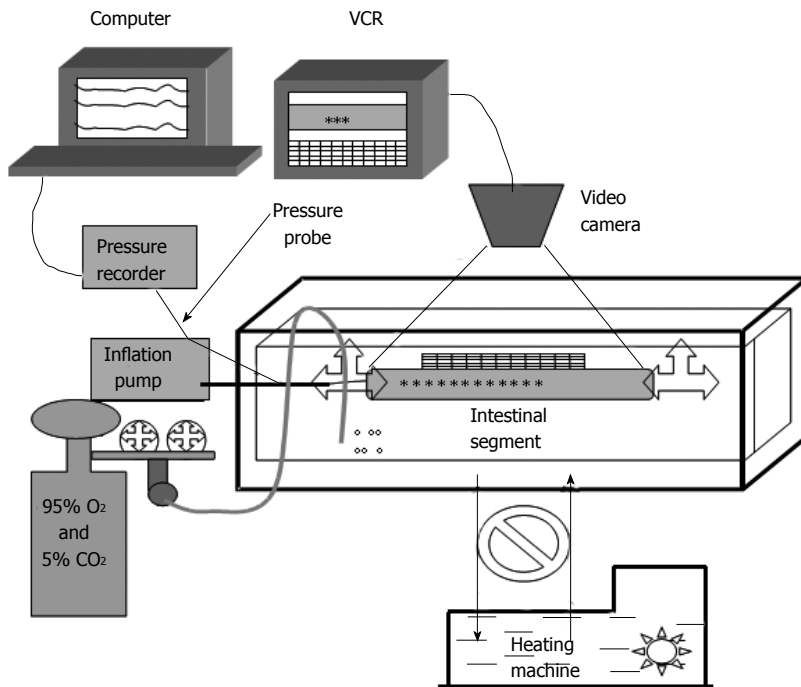 Computer
VCR
***
Pressure
probe
Video
camera
Pressure
recorder
Inflation
pump
************
Intestinal
segment
95% O₂
and
5% CO₂
Heating
machine